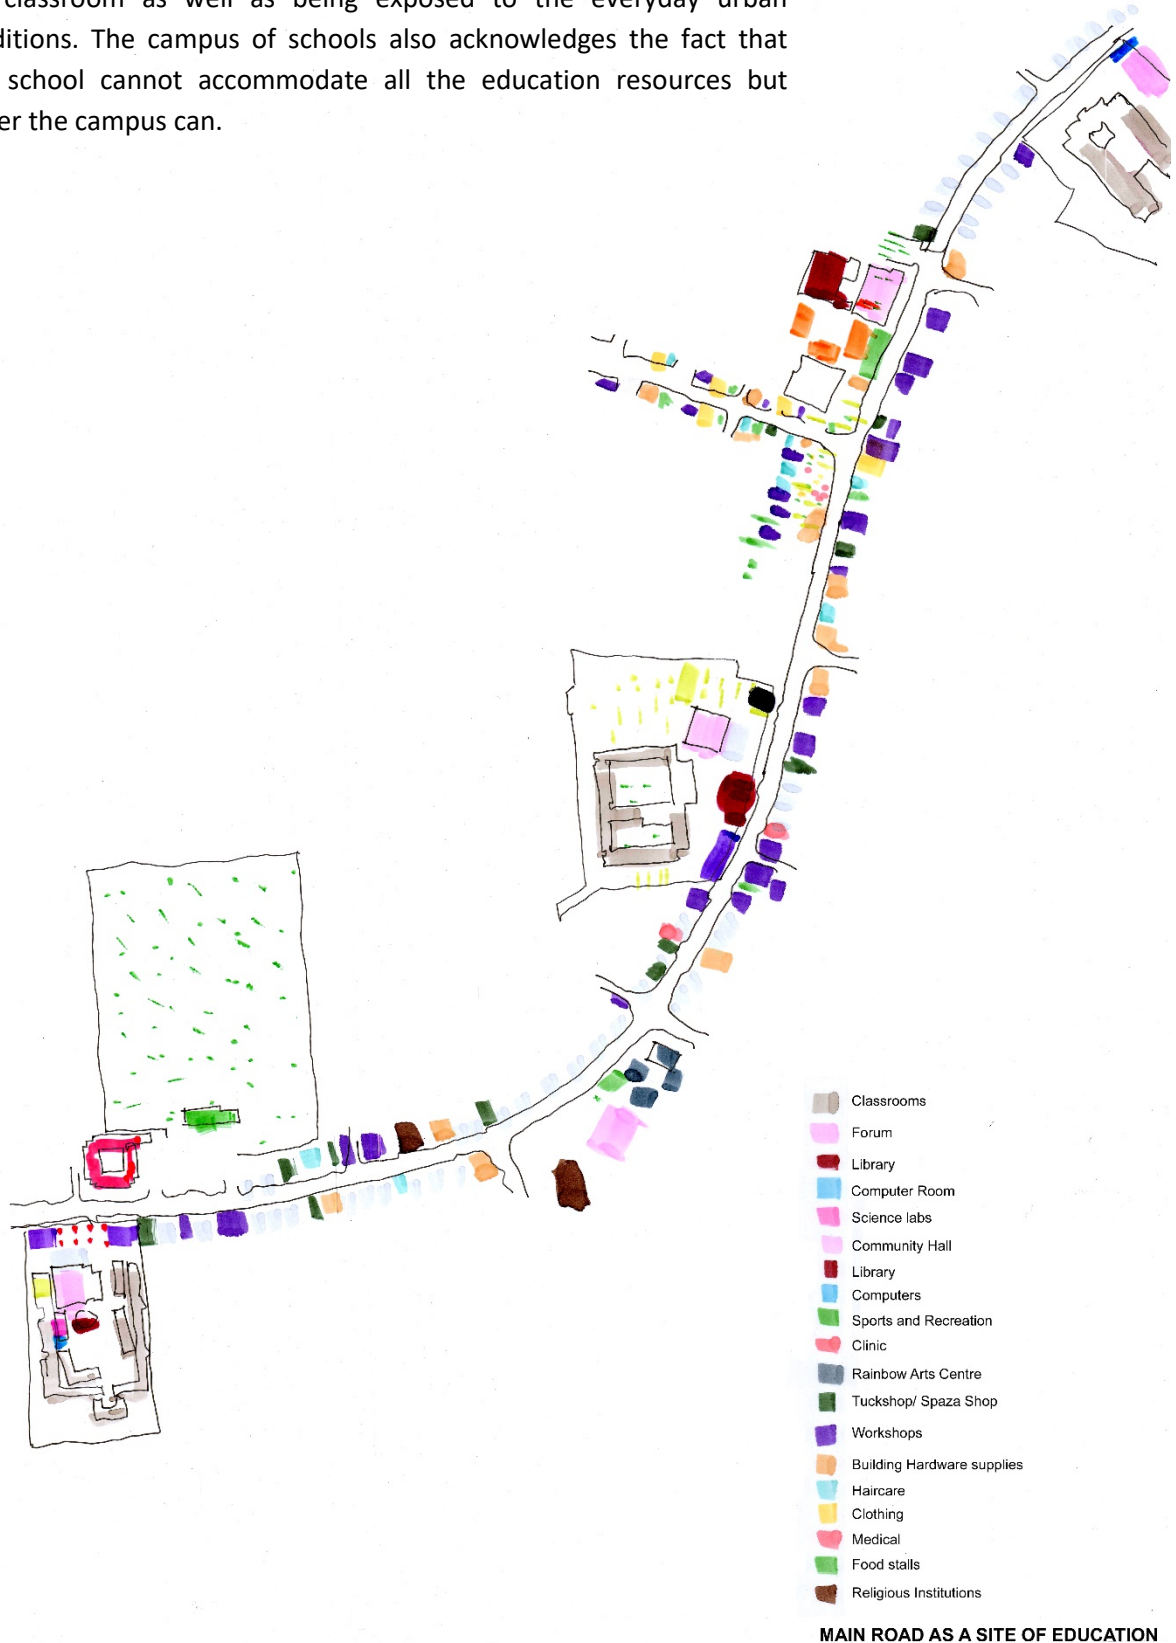 classroom as well as being exposed to the everyday urban
ditions. The campus of schools also acknowledges the fact that
school cannot accommodate all the education resources but
er the campus can.
Classrooms
Forum
Library
Computer Room
Science labs
Community Hall
Library
Computers
Sports and Recreation
Clinic
Rainbow Arts Centre
Tuckshop/ Spaza Shop
Workshops
Building Hardware supplies
Haircare
Clothing
Medical
Food stalls
Religious Institutions
MAIN ROAD AS A SITE OF EDUCATION